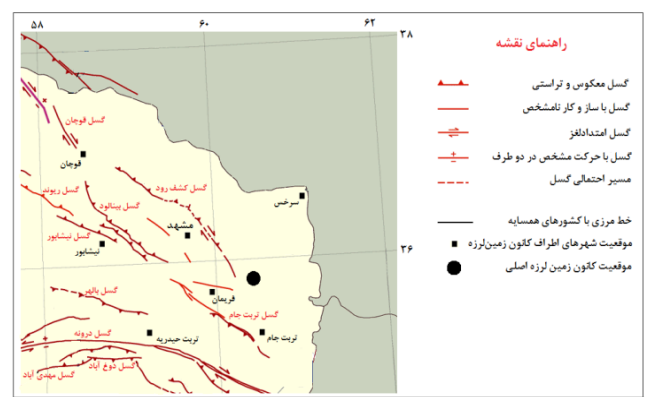 ۵۸
۶۰
۶۲
۳۸
۳۶
گسل قوچان
قوچان
گسل ریوند
گسل بینالود
گسل کشف رود
سرخس
مشهد
گسل نیشابور
نیشابور
فریمان
گسل باثهر
گسل تربت جام
تربت جام
تربت حیدریه
گسل درونه
گسل دوغ آباد
گسل مهدی آباد
راهنمای نقشه
گسل معکوس و تراستی
گسل با ساز و کار نامشخص
گسل امتدادلغز
گسل با حرکت مشخص در دو طرف
مسیر احتمالی گسل
خط مرزی با کشورهای همسایه
موقعیت شهرهای اطراف کانون زمین‌لرزه
موقعیت کانون زمین لرزه اصلی